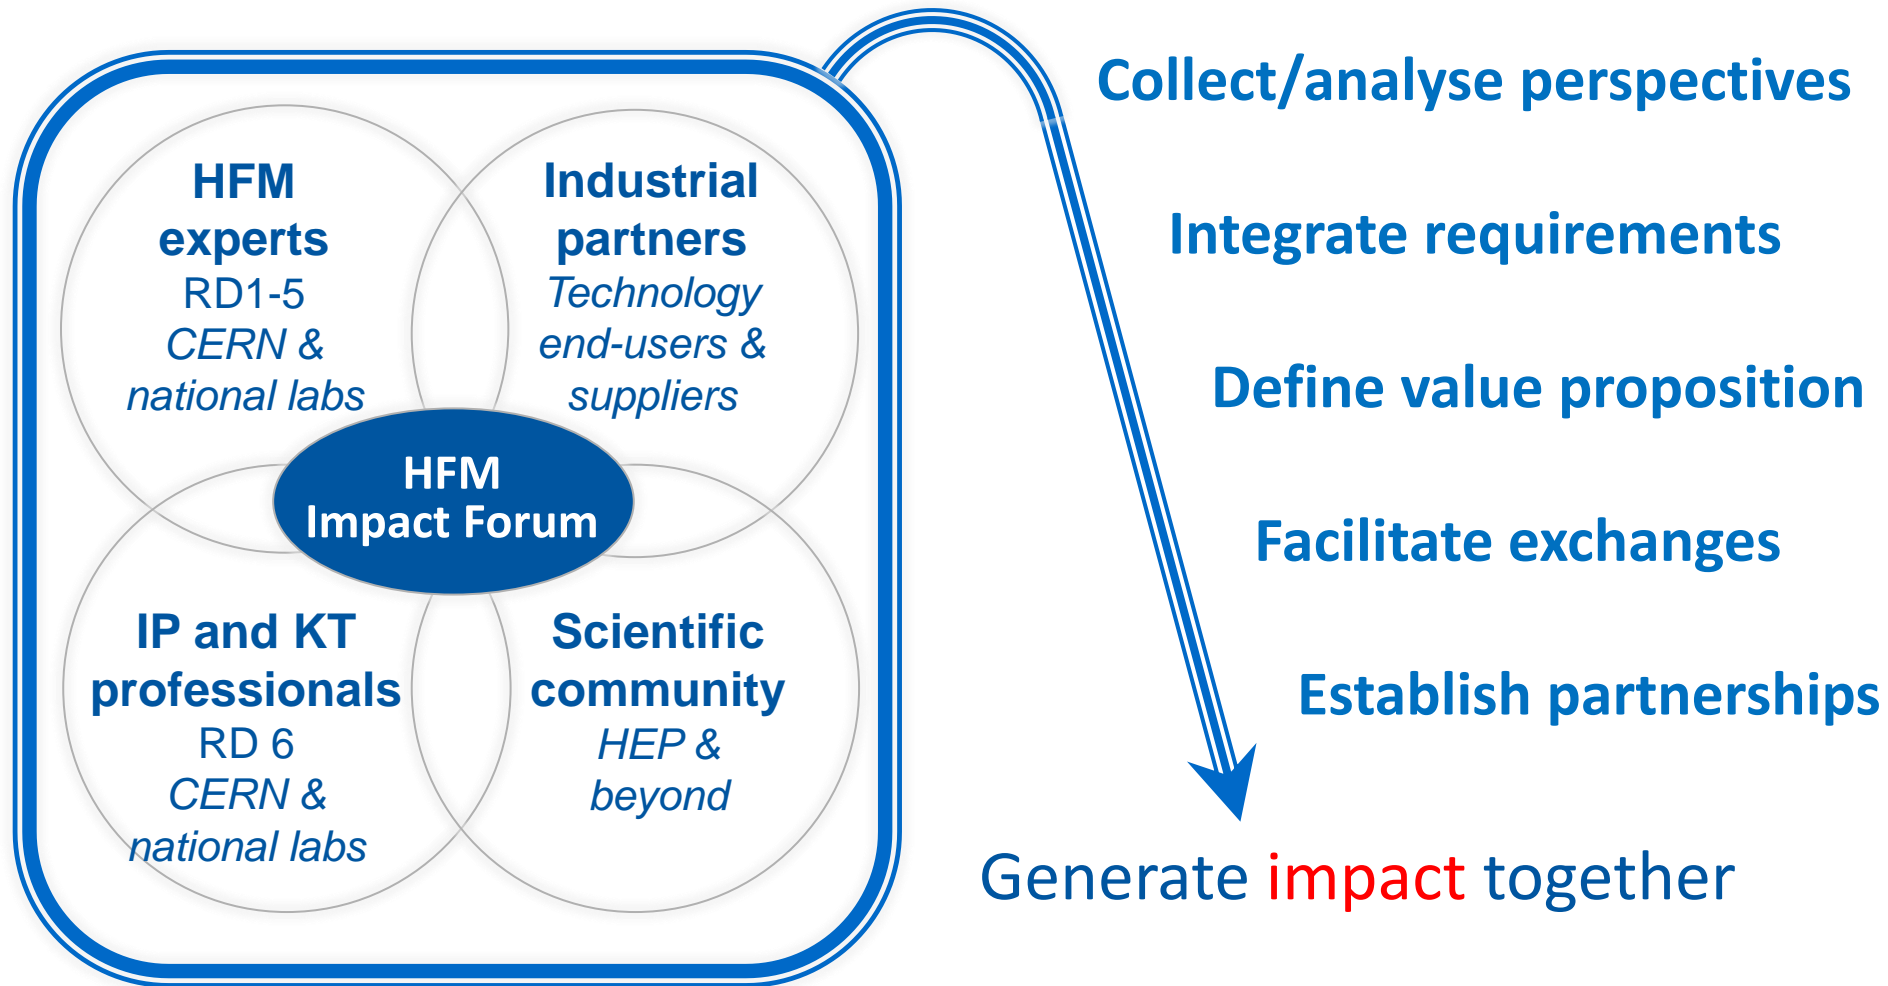 HFM
experts
RD1-5
CERN &
national labs
Industrial
partners
Technology
end-users &
suppliers
HFM
Impact Forum
IP and KT
professionals
RD 6
CERN &
national labs
Scientific
community
HEP &
beyond
Collect/analyse perspectives
Integrate requirements
Define value proposition
Facilitate exchanges
Establish partnerships
Generate impact together